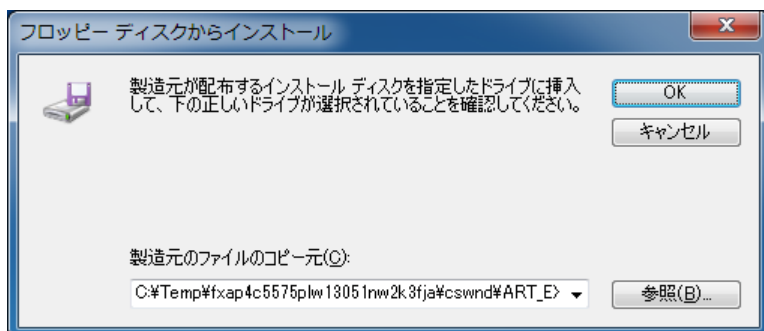 フロッピー ディスクからインストール
製造元が配布するインストール ディスクを指定したドライブに挿入
して、下の正しいドライブが選択されていることを確認してください。
OK
キャンセル
製造元のファイルのコピー元(C):
C:¥Temp¥fxap4c5575plw13051nw2k3fja¥cswnd¥ART_E>
参照(B)...